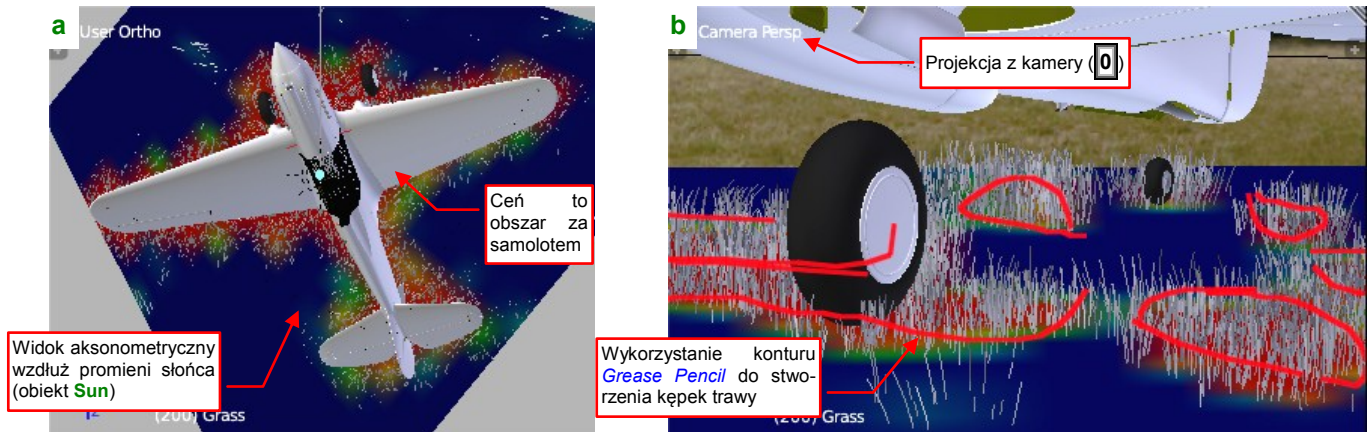 a
User Ortho
Ceń to
obszar za
samolotem
Widok aksonometryczny
wzdłuż promieni słońca
(obiekt Sun)
(200) Grass
b
Camera Persp
Projekcja z kamery (0)
Wykorzystanie konturu
Grease Pencil do stwo-
rzenia kępek trawy
(200) Grass